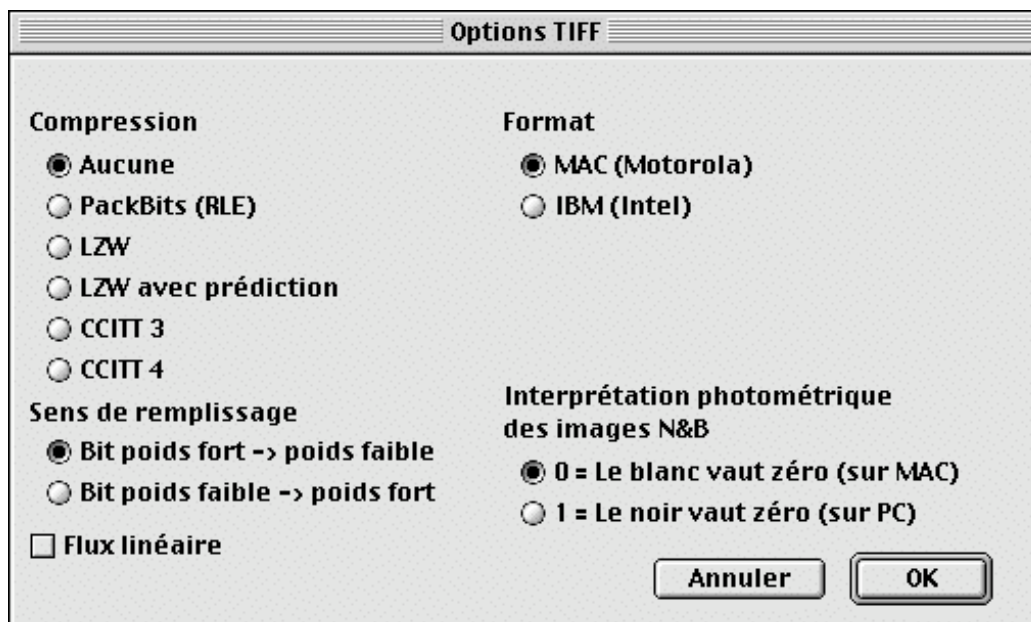 Options TIFF
Compression
Aucune
PackBits (RLE)
LZW
LZW avec prédiction
CCITT 3
CCITT 4
Sens de remplissage
Bit poids fort -> poids faible
Bit poids faible -> poids fort
Flux linéaire
Format
MAC (Motorola)
IBM (Intel)
Interprétation photométrique
des images N&B
0 = Le blanc vaut zéro (sur MAC)
1 = Le noir vaut zéro (sur PC)
Annuler
OK